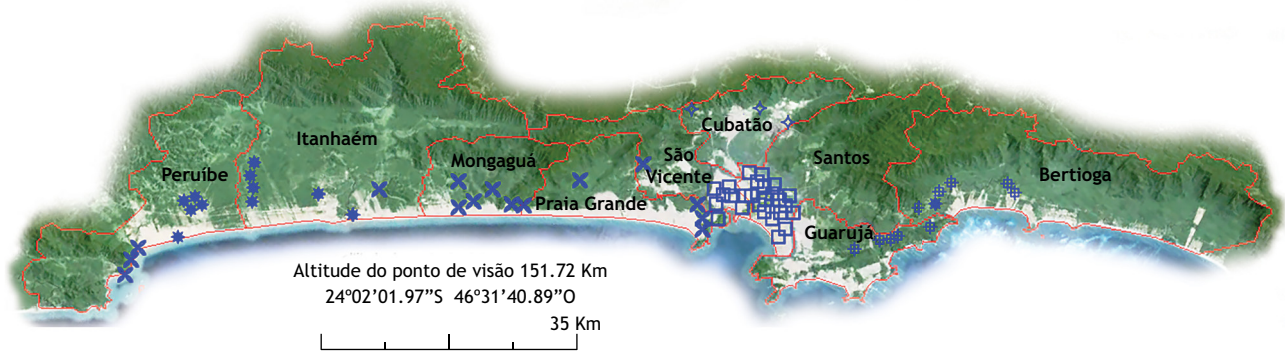 Itanhaém
Peruíbe
Mongaguá
Praia Grande
São
Vicente
Cubatão
Santos
Guarujá
Bertioga
Altitude do ponto de visão 151.72 Km
24º02’01.97”S 46º31’40.89”O
35 Km